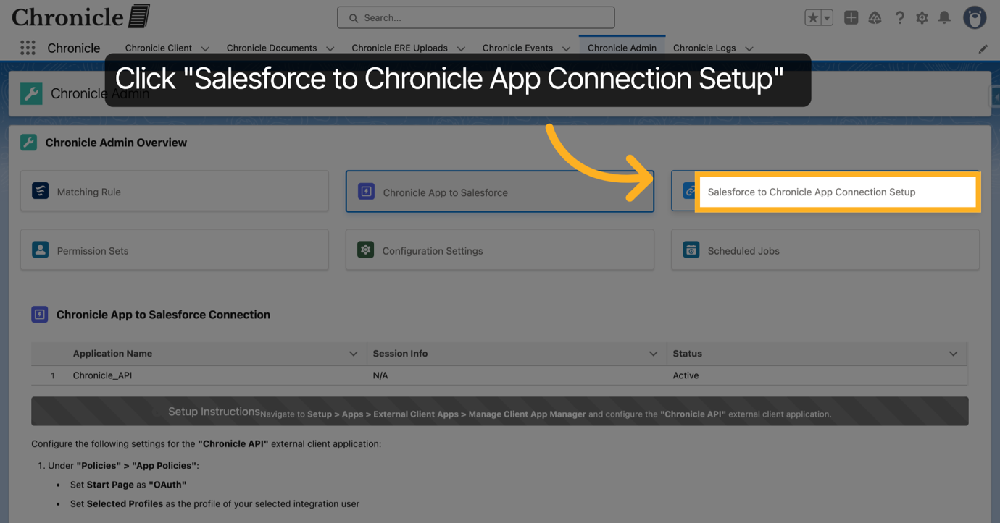 Chronicle
Search...
Chronicle
Chronicle Client
Chronicle Documents
Chronicle ERE Uploads
Chronicle Events
Chronicle Admin
Chronicle Logs
Click "Salesforce to Chronicle App Connection Setup"
Chronicle Admin
Chronicle Admin Overview
Matching Rule
Chronicle App to Salesforce
Salesforce to Chronicle App Connection Setup
Permission Sets
Configuration Settings
Scheduled Jobs
Chronicle App to Salesforce Connection
Application Name
Session Info
Status
1
Chronicle_API
N/A
Active
Setup Instructions Navigate to Setup > Apps > External Client Apps > Manage Client App Manager and configure the "Chronicle API" external client application.
Configure the following settings for the "Chronicle API" external client application:
1. Under "Policies" > "App Policies":
• Set Start Page as "OAuth"
• Set Selected Profiles as the profile of your selected integration user